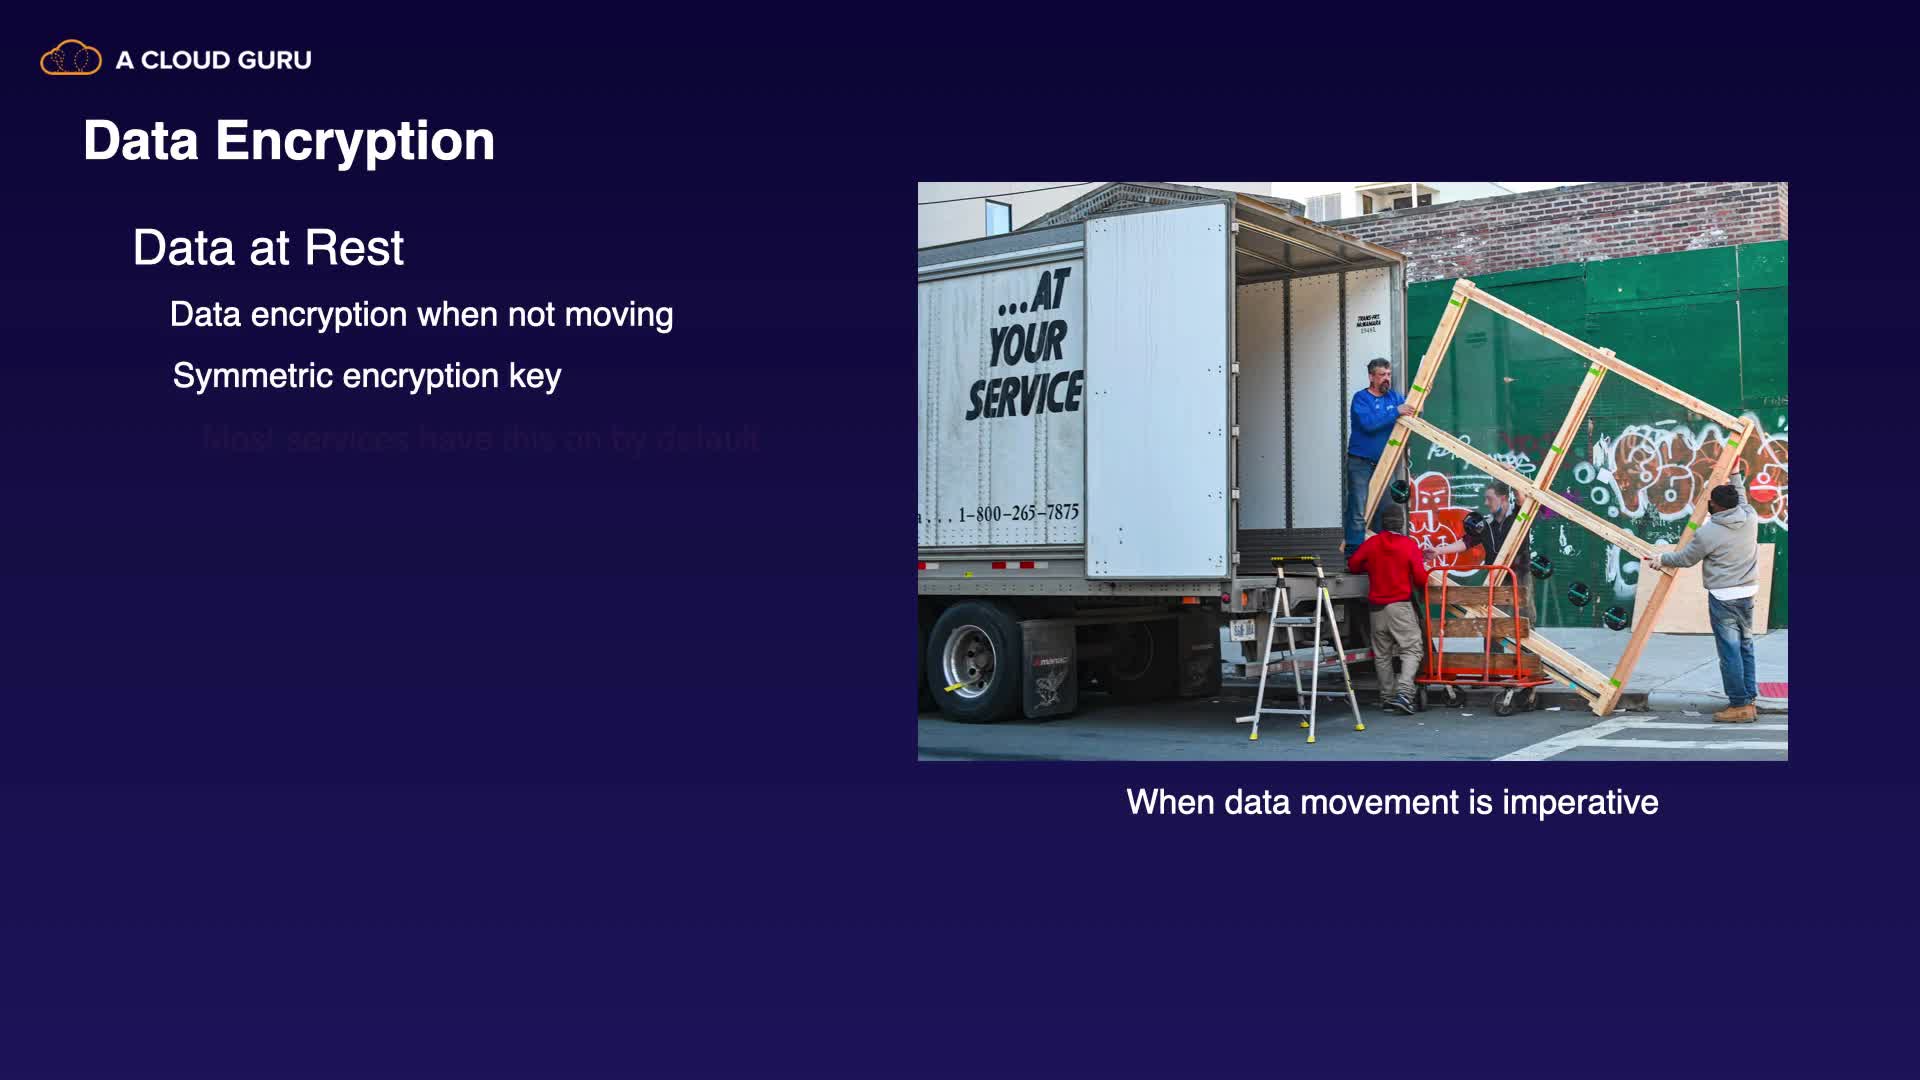 A CLOUD GURU
Data Encryption
Data at Rest
Data encryption when not moving
Symmetric encryption key
Most services have this on by default
...AT
YOUR
SERVICE
1-800-265-7875
When data movement is imperative